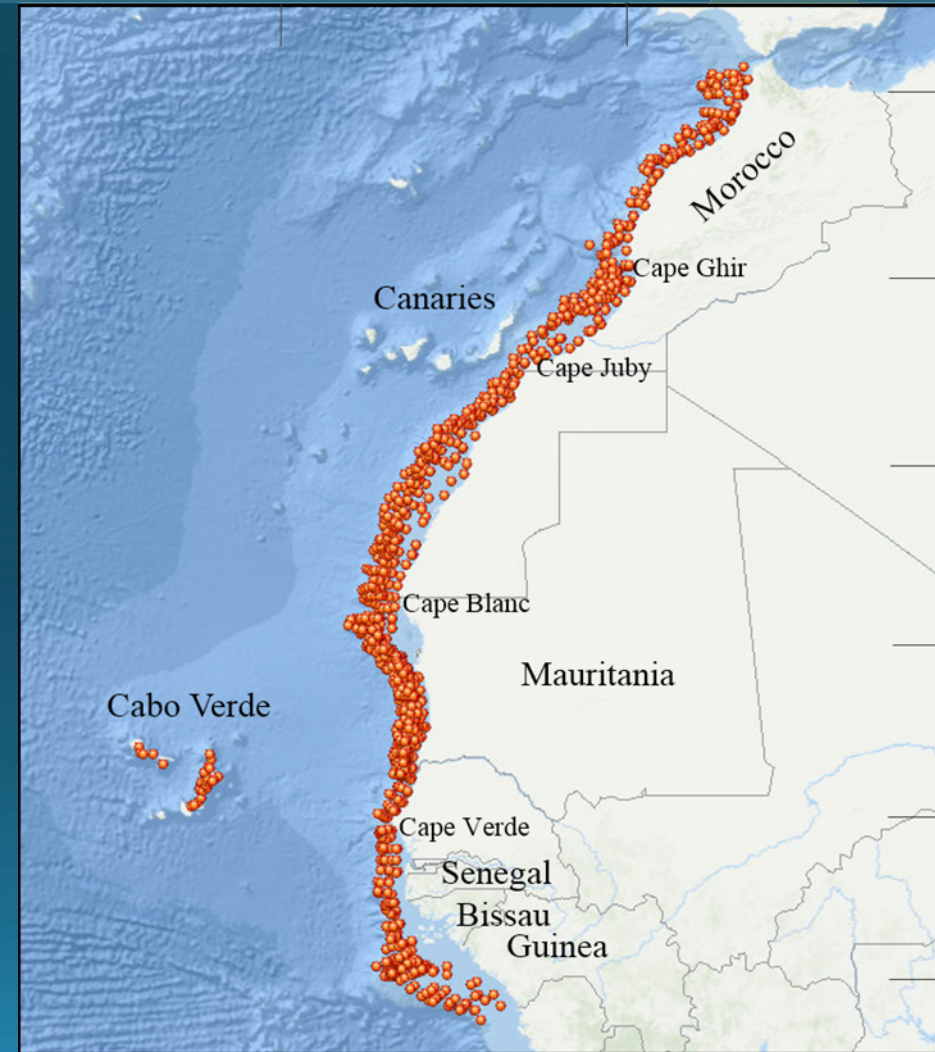 Morocco
Cape Ghir
Canaries
Cape Juby
Cape Blanc
Mauritania
Cabo Verde
Cape Verde
Senegal
Bissau
Guinea